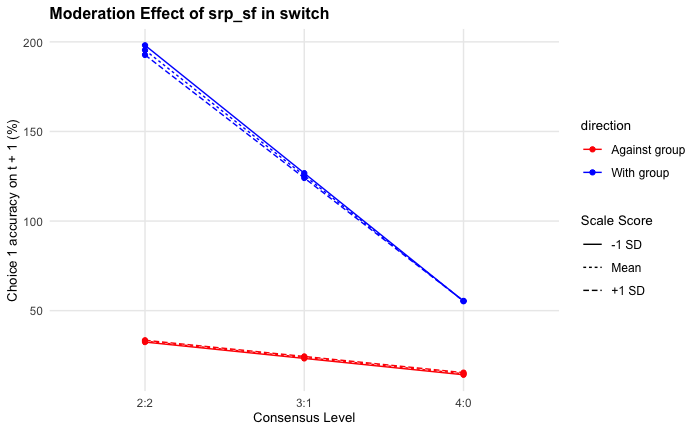 Moderation Effect of srp_sf in switch
200
150
100
50
Choice 1 accuracy on t + 1 (%)
2:2
3:1
4:0
Consensus Level
direction
Against group
With group
Scale Score
-1 SD
Mean
+1 SD